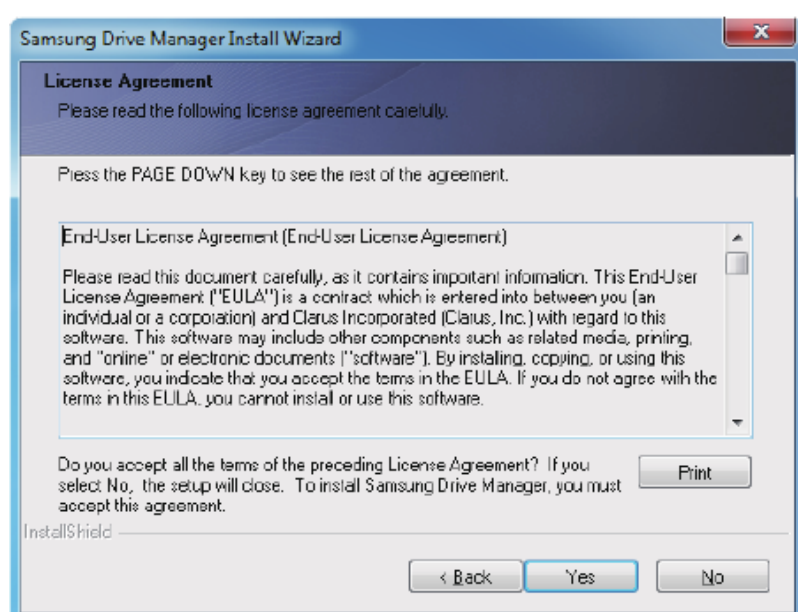 Samsung Drive Manager Install Wizard
License Agreement
Please read the following license agreement carefully.
Press the PAGE DOWN key to see the rest of the agreement.
End-User License Agreement (End-User License Agreement)
Please read this document carefully, as it contains important information. This End-User
License Agreement ("EULA") is a contract which is entered into between you (an
individual or a corporation) and Clarus Incorporated (Clarus, Inc.) with regard to this
software. This software may include other components such as related media, printing,
and "online" or electronic documents ("software"). By installing, copying, or using this
software, you indicate that you accept the terms in the EULA. If you do not agree with the
terms in this EULA, you cannot install or use this software.
Do you accept all the terms of the preceding License Agreement? If you
select No, the setup will close. To install Samsung Drive Manager, you must
accept this agreement.
Print
InstallShield
< Back
Yes
No